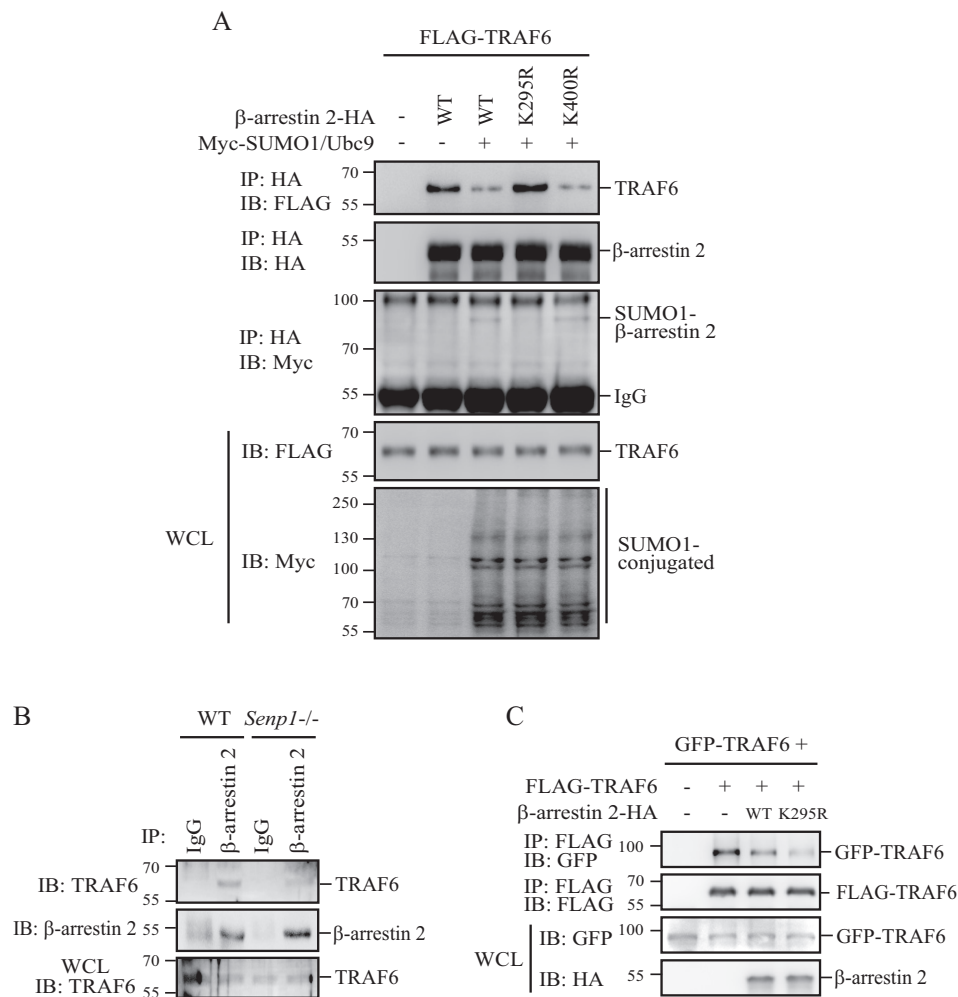 A
FLAG-TRAF6
β-arrestin 2-HA - WT WT K295R K400R
Myc-SUMO1/Ubc9 - - + + +
IP: HA
IB: FLAG
70
55
TRAF6
IP: HA
IB: HA
55
β-arrestin 2
IP: HA
IB: Myc
100
70
55
SUMO1-
β-arrestin 2
IgG
WCL
IB: FLAG
70
55
TRAF6
IB: Myc
250
130
100
70
55
SUMO1-
conjugated
B
WT Senp1-/-
IP: IgG β-arrestin 2 IgG β-arrestin 2
IB: TRAF6
70
55
TRAF6
IB: β-arrestin 2
55
β-arrestin 2
WCL
IB: TRAF6
70
55
TRAF6
C
GFP-TRAF6 +
FLAG-TRAF6 - + + +
β-arrestin 2-HA - - WT K295R
IP: FLAG
IB: GFP
100
GFP-TRAF6
IP: FLAG
IB: FLAG
70
55
FLAG-TRAF6
WCL
IB: GFP
100
GFP-TRAF6
IB: HA
55
β-arrestin 2